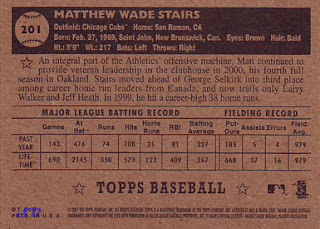 201
MATTHEW WADE STAIRS
Outfield: Chicago Cubs™ Home: San Ramon, CA
Born: Feb. 27, 1969, Saint John, New Brunswick, Can. Eyes: Brown Hair: Bald
Ht.: 5'9" Wt.: 217 Bats: Left Throws: Right
★ An integral part of the Athletics' offensive machine, Matt continued
to provide veteran leadership in the clubhouse in 2000, his fourth full
season in Oakland. Stairs moved ahead of George Selkirk into third place
among career home run leaders from Canada, and now trails only Larry
Walker and Jeff Heath. In 1999, he hit a career-high 38 home runs.
MAJOR LEAGUE BATTING RECORD FIELDING RECORD
Games At Bat Runs Hits Home Runs RBI Batting Average Put-Outs Assists Errors Field. Avg.
PAST YEAR 143 476 74 108 21 81 .227 185 5 4 .979
LIFE-TIME 690 2145 350 573 123 409 .267 668 37 16 .979
★ TOPPS BASEBALL ★